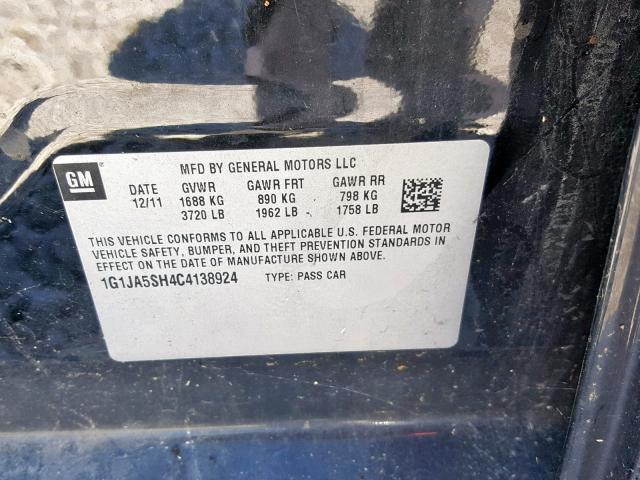 GM
MFD BY GENERAL MOTORS LLC
DATE GVWR GAWR FRT GAWR RR
12/11 1688 KG 890 KG 798 KG
3720 LB 1962 LB 1758 LB
THIS VEHICLE CONFORMS TO ALL APPLICABLE U.S. FEDERAL MOTOR
VEHICLE SAFETY, BUMPER, AND THEFT PREVENTION STANDARDS IN
EFFECT ON THE DATE OF MANUFACTURE SHOWN ABOVE.
1G1JA5SH4C4138924 TYPE: PASS CAR